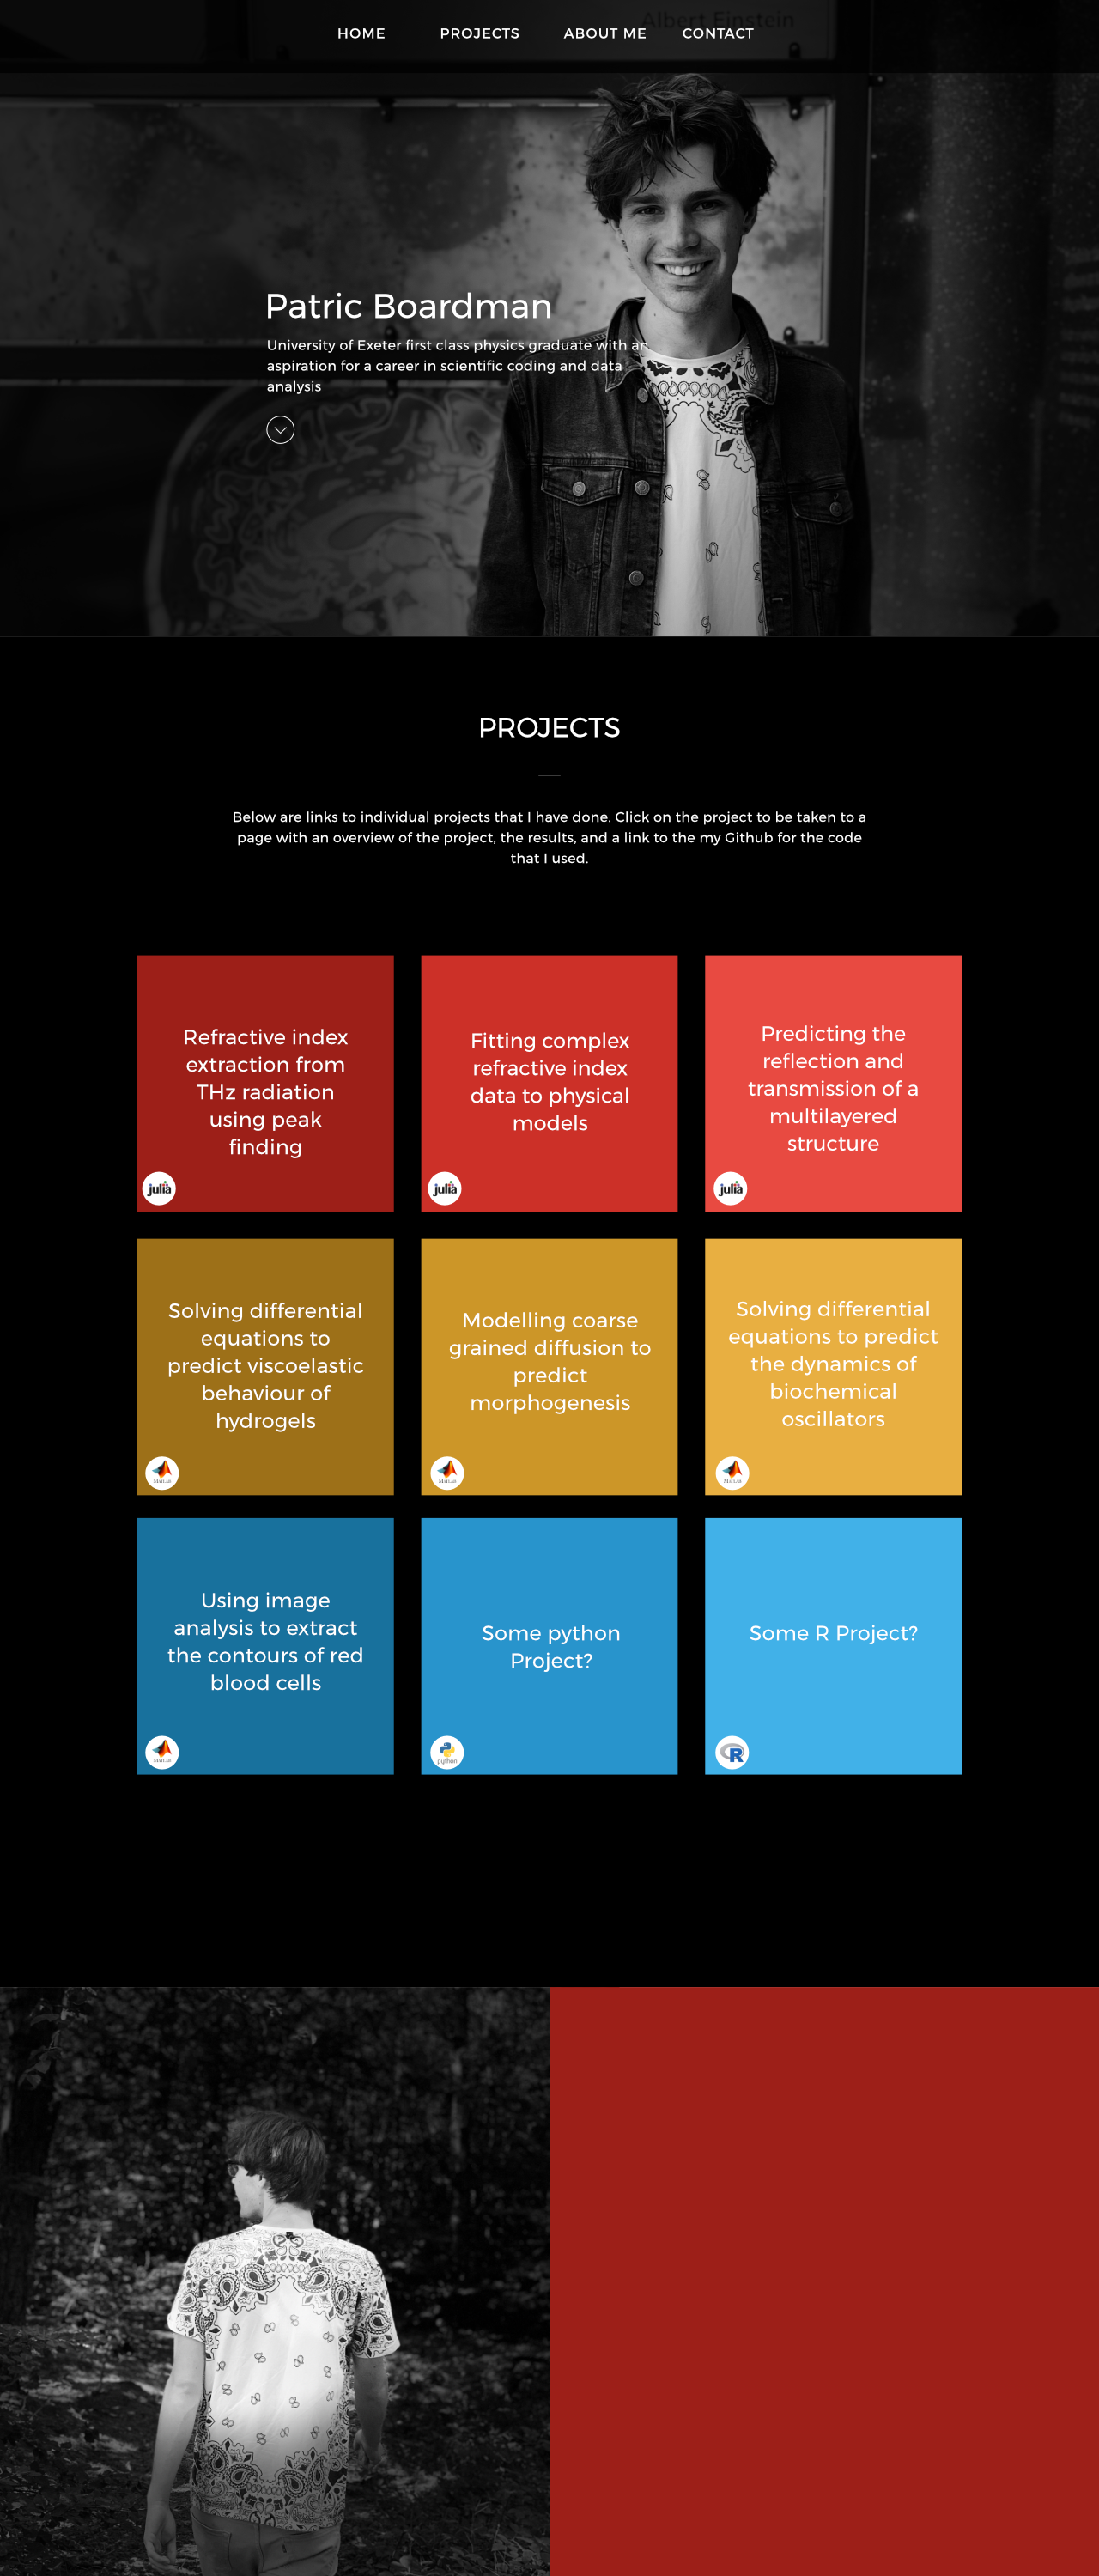 Albert Einstein
HOME PROJECTS ABOUT ME CONTACT
Patric Boardman
University of Exeter first class physics graduate with an
aspiration for a career in scientific coding and data
analysis
PROJECTS
Below are links to individual projects that I have done. Click on the project to be taken to a
page with an overview of the project, the results, and a link to the my Github for the code
that I used.
Refractive index
extraction from
THz radiation
using peak
finding
julia
Fitting complex
refractive index
data to physical
models
julia
Predicting the
reflection and
transmission of a
multilayered
structure
julia
Solving differential
equations to
predict viscoelastic
behaviour of
hydrogels
MATLAB
Modelling coarse
grained diffusion to
predict
morphogenesis
MATLAB
Solving differential
equations to predict
the dynamics of
biochemical
oscillators
MATLAB
Using image
analysis to extract
the contours of red
blood cells
MATLAB
Some python
Project?
python
Some R Project?
R